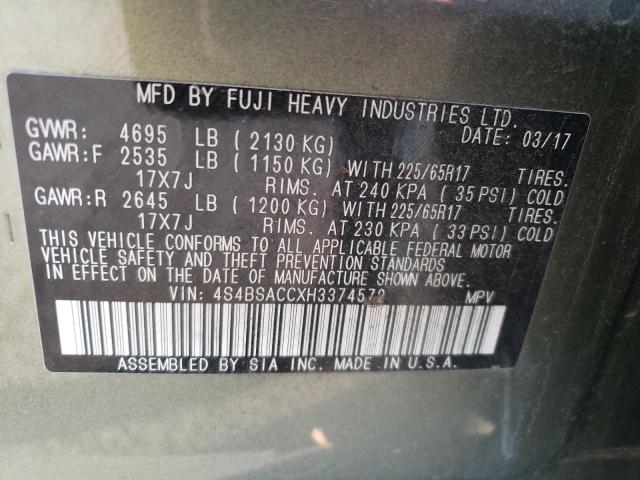 MFD BY FUJI HEAVY INDUSTRIES LTD.
GVWR: 4695 LB ( 2130 KG) DATE: 03/17
GAWR:F 2535 LB ( 1150 KG) WITH 225/65R17 TIRES.
17X7J RIMS. AT 240 KPA ( 35 PSI) COLD
GAWR:R 2645 LB ( 1200 KG) WITH 225/65R17 TIRES.
17X7J RIMS. AT 230 KPA ( 33 PSI) COLD
THIS VEHICLE CONFORMS TO ALL APPLICABLE FEDERAL MOTOR
VEHICLE SAFETY AND THEFT PREVENTION STANDARDS
IN EFFECT ON THE DATE OF MANUFACTURE SHOWN ABOVE.
VIN: 4S4BSACCXH3374572 MPV
ASSEMBLED BY SIA INC. MADE IN U.S.A.